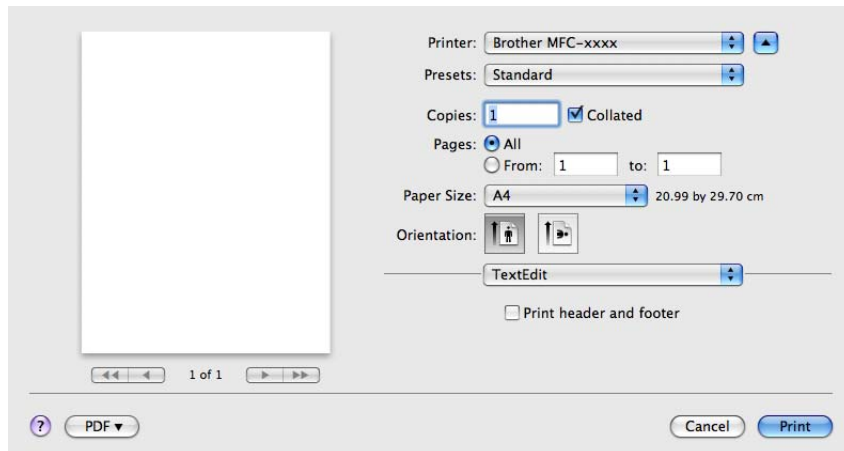 Printer: Brother MFC-xxxx
Presets: Standard
Copies: 1 Collated
Pages: All
From: 1 to: 1
Paper Size: A4 20.99 by 29.70 cm
Orientation:
TextEdit
Print header and footer
1 of 1
? PDF ▼ Cancel Print